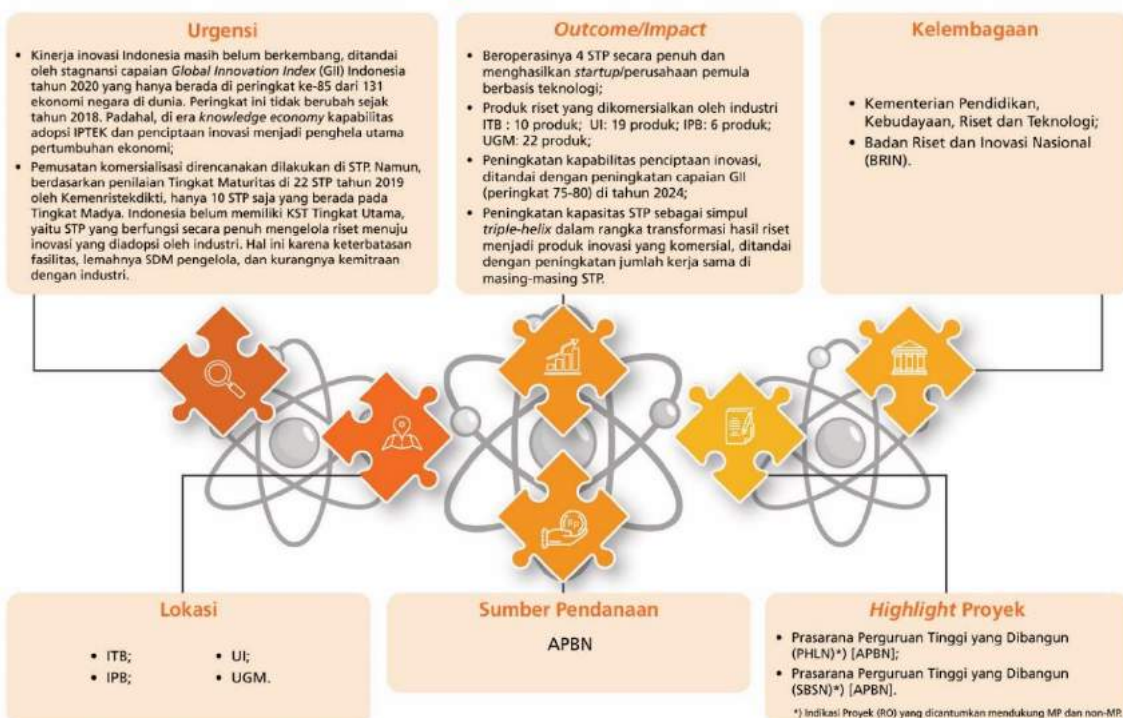 Urgensi
• Kinerja inovasi Indonesia masih belum berkembang, ditandai
oleh stagnansi capaian Global Innovation Index (GII) Indonesia
tahun 2020 yang hanya berada di peringkat ke-85 dari 131
ekonomi negara di dunia. Peringkat ini tidak berubah sejak
tahun 2018. Padahal, di era knowledge economy kapabilitas
adopsi IPTEK dan penciptaan inovasi menjadi penghela utama
pertumbuhan ekonomi;
• Pemusatan komersialisasi direncanakan dilakukan di STP. Namun,
berdasarkan penilaian Tingkat Maturitas di 22 STP tahun 2019
oleh Kemenristekdikti, hanya 10 STP saja yang berada pada
Tingkat Madya. Indonesia belum memiliki KST Tingkat Utama,
yaitu STP yang berfungsi secara penuh mengelola riset menuju
inovasi yang diadopsi oleh industri. Hal ini karena keterbatasan
fasilitas, lemahnya SDM pengelola, dan kurangnya kemitraan
dengan industri.
Outcome/Impact
• Beroperasinya 4 STP secara penuh dan
menghasilkan startup/perusahaan pemula
berbasis teknologi;
• Produk riset yang dikomersialkan oleh industri
ITB : 10 produk; UI: 19 produk; IPB: 6 produk;
UGM: 22 produk;
• Peningkatan kapabilitas penciptaan inovasi,
ditandai dengan peningkatan capaian GII
(peringkat 75-80) di tahun 2024;
• Peningkatan kapasitas STP sebagai simpul
triple-helix dalam rangka transformasi hasil riset
menjadi produk inovasi yang komersial, ditandai
dengan peningkatan jumlah kerja sama di
masing-masing STP.
Kelembagaan
• Kementerian Pendidikan,
Kebudayaan, Riset dan Teknologi;
• Badan Riset dan Inovasi Nasional
(BRIN).
Rp
Lokasi
• ITB;
• IPB;
• UI;
• UGM.
Sumber Pendanaan
APBN
Highlight Proyek
• Prasarana Perguruan Tinggi yang Dibangun
(PHLN)*) [APBN];
• Prasarana Perguruan Tinggi yang Dibangun
(SBSN)*) [APBN].
*) Indikasi Proyek (RO) yang dicantumkan mendukung MP dan non-MP.